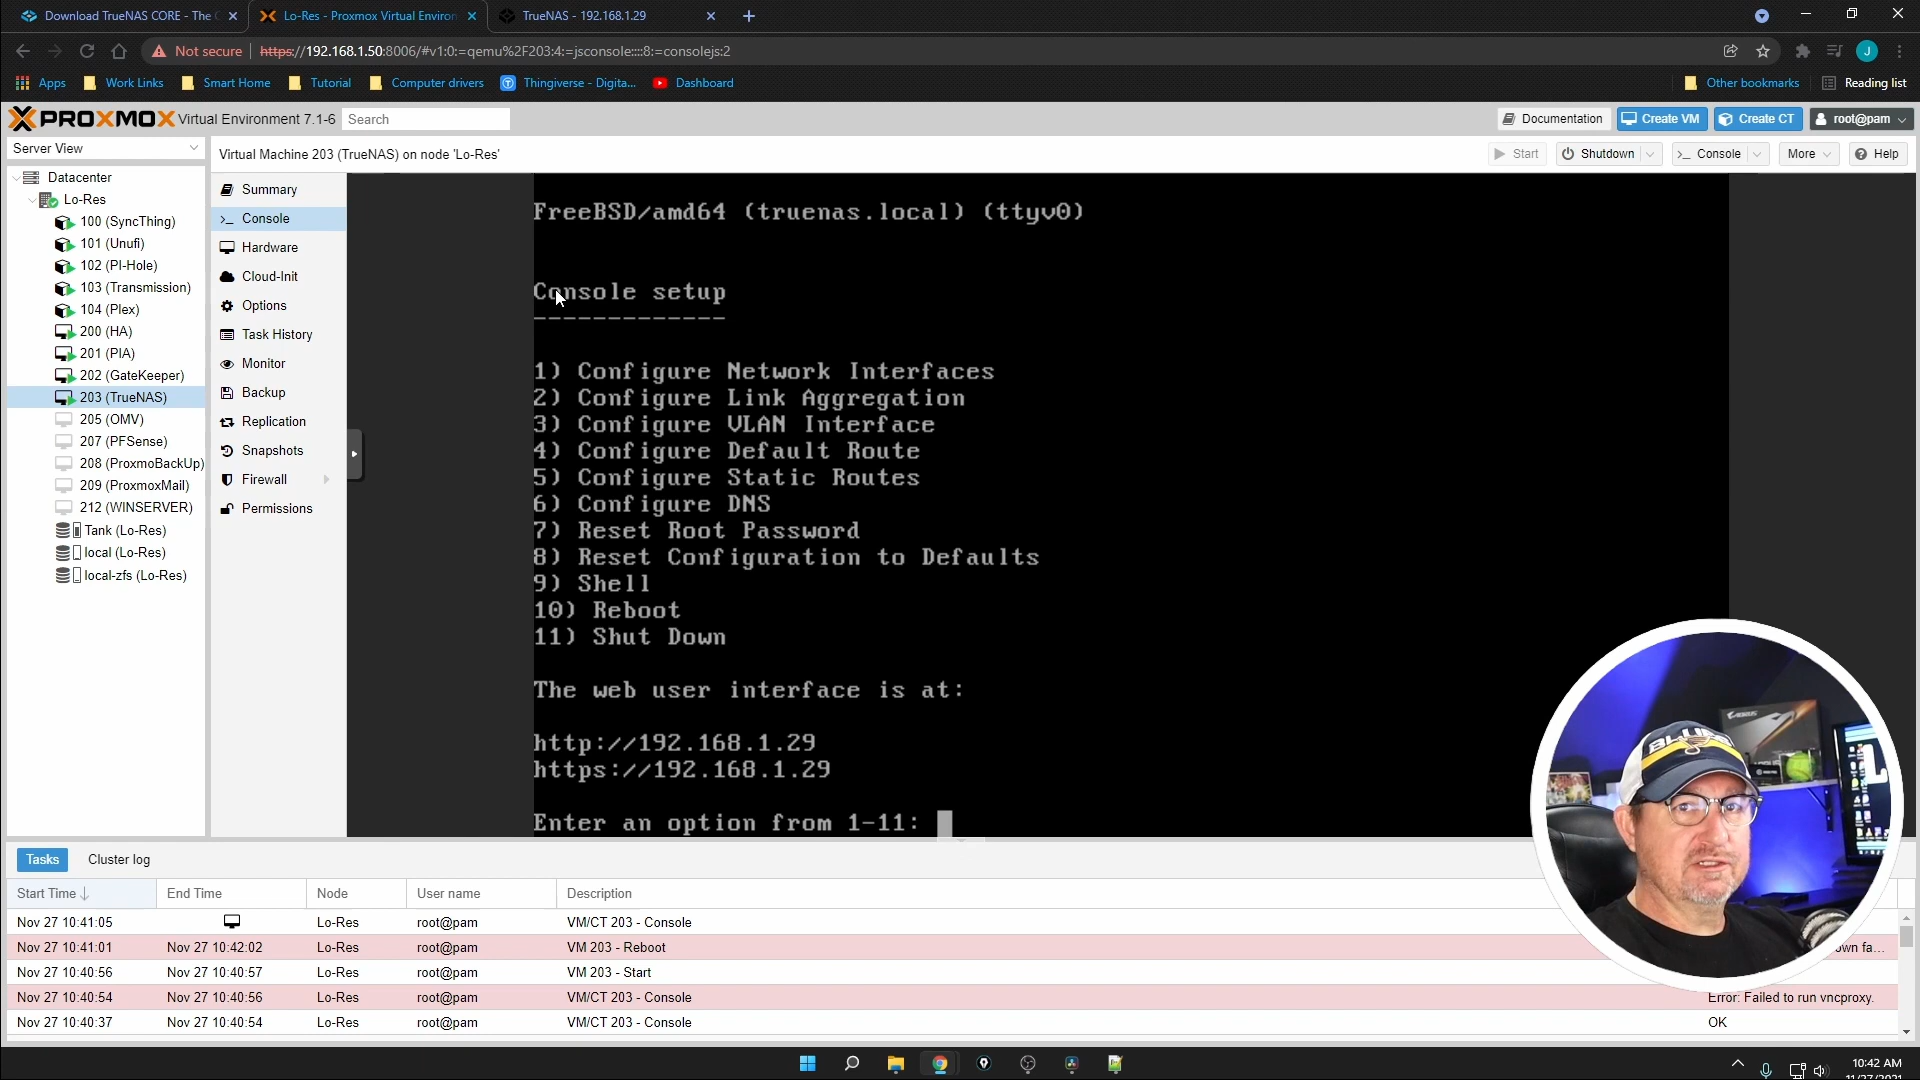 Download TrueNAS CORE - The
Lo-Res - Proxmox Virtual Environ
TrueNAS - 192.168.1.29
Not secure
https://192.168.1.50:8006/#v1:0:=qemu%2F203:4:=jsconsole::::8:=consolejs:2
J
Apps
Work Links
Smart Home
Tutorial
Computer drivers
Thingiverse - Digita...
Dashboard
Other bookmarks
Reading list
PROXMOX Virtual Environment 7.1-6
Search
Documentation
Create VM
Create CT
root@pam
Server View
Virtual Machine 203 (TrueNAS) on node 'Lo-Res'
Start
Shutdown
Console
More
Help
Datacenter
Lo-Res
100 (SyncThing)
101 (Unufi)
102 (PI-Hole)
103 (Transmission)
104 (Plex)
200 (HA)
201 (PIA)
202 (GateKeeper)
203 (TrueNAS)
205 (OMV)
207 (PFSense)
208 (ProxmoBackUp)
209 (ProxmoxMail)
212 (WINSERVER)
Tank (Lo-Res)
local (Lo-Res)
local-zfs (Lo-Res)
Summary
Console
Hardware
Cloud-Init
Options
Task History
Monitor
Backup
Replication
Snapshots
Firewall
Permissions
FreeBSD/amd64 (truenas.local) (ttyv0)
Console setup
-------------
1) Configure Network Interfaces
2) Configure Link Aggregation
3) Configure VLAN Interface
4) Configure Default Route
5) Configure Static Routes
6) Configure DNS
7) Reset Root Password
8) Reset Configuration to Defaults
9) Shell
10) Reboot
11) Shut Down
The web user interface is at:
http://192.168.1.29
https://192.168.1.29
Enter an option from 1-11:
AORUS
BLUES
Tasks
Cluster log
Start Time End Time Node User name Description
Nov 27 10:41:05 Lo-Res root@pam VM/CT 203 - Console
Nov 27 10:41:01 Nov 27 10:42:02 Lo-Res root@pam VM 203 - Reboot own fa...
Nov 27 10:40:56 Nov 27 10:40:57 Lo-Res root@pam VM 203 - Start
Nov 27 10:40:54 Nov 27 10:40:56 Lo-Res root@pam VM/CT 203 - Console Error: Failed to run vncproxy.
Nov 27 10:40:37 Nov 27 10:40:54 Lo-Res root@pam VM/CT 203 - Console OK
10:42 AM
11/27/2021